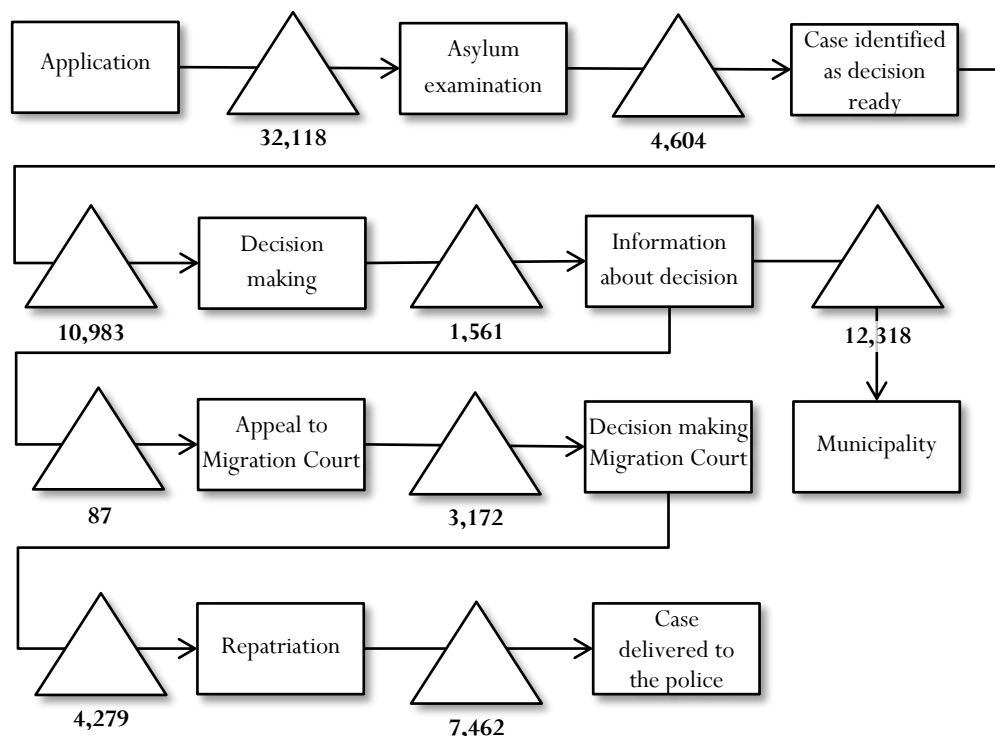 Application
Asylum
examination
Case identified
as decision
ready
32,118
4,604
Decision
making
Information
about decision
10,983
1,561
12,318
Appeal to
Migration Court
Decision making
Migration Court
Municipality
87
3,172
Repatriation
Case
delivered to
the police
4,279
7,462